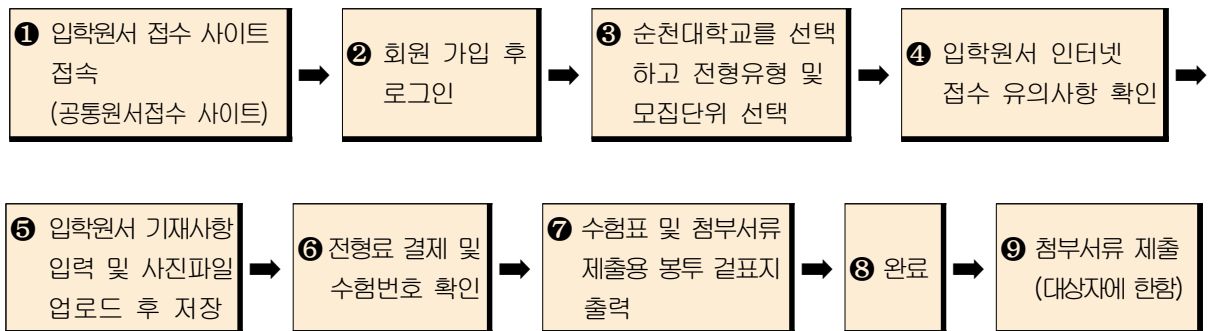 ❶ 입학원서 접수 사이트
접속
(공통원서접수 사이트)
❷ 회원 가입 후
로그인
❸ 순천대학교를 선택
하고 전형유형 및
모집단위 선택
❹ 입학원서 인터넷
접수 유의사항 확인
❺ 입학원서 기재사항
입력 및 사진파일
업로드 후 저장
❻ 전형료 결제 및
수험번호 확인
❼ 수험표 및 첨부서류
제출용 봉투 겉표지
출력
❽ 완료
❾ 첨부서류 제출
(대상자에 한함)